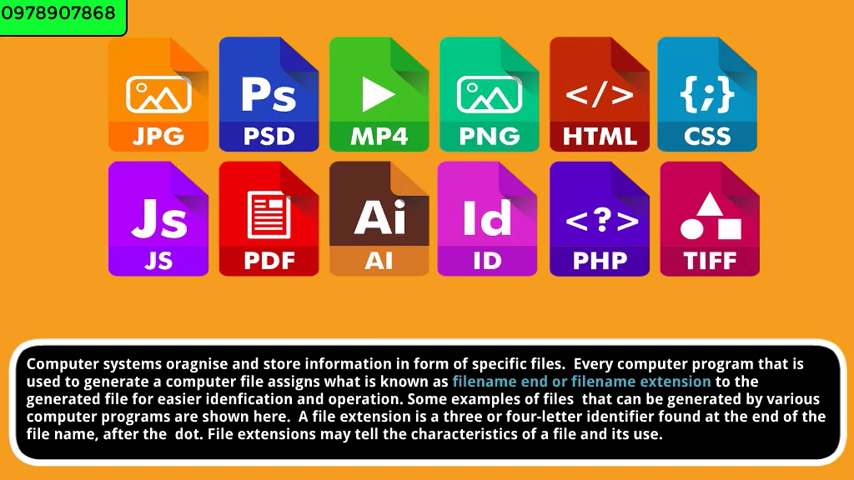 0978907868
JPG
Ps
PSD
MP4
PNG
</>
HTML
{;}
CSS
Js
JS
PDF
Ai
AI
Id
ID
<?>
PHP
TIFF
Computer systems oragnise and store information in form of specific files.  Every computer program that is
used to generate a computer file assigns what is known as filename end or filename extension to the
generated file for easier idenfication and operation. Some examples of files  that can be generated by various
computer programs are shown here.  A file extension is a three or four-letter identifier found at the end of the
file name, after the  dot. File extensions may tell the characteristics of a file and its use.